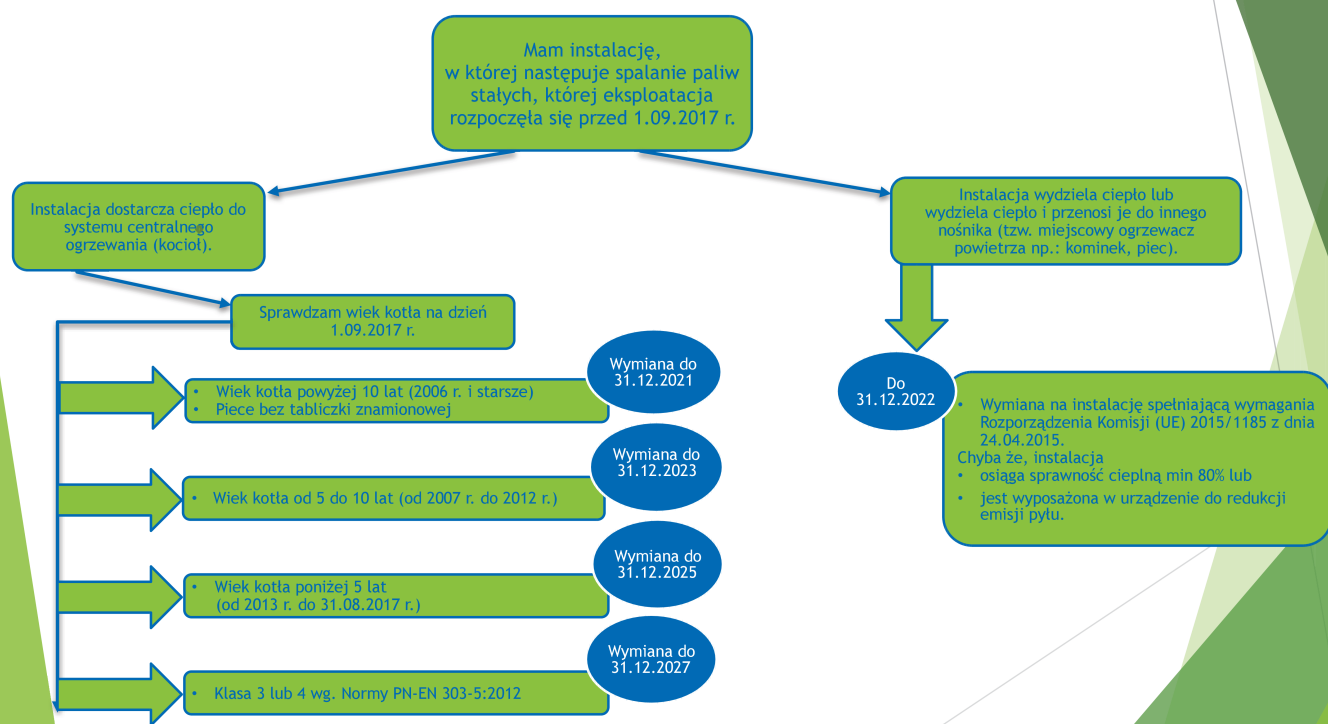 Mam instalację,
w której następuje spalanie paliw
stałych, której eksploatacja
rozpoczęła się przed 1.09.2017 r.
Instalacja dostarcza ciepło do
systemu centralnego
ogrzewania (kocioł).
Instalacja wydziela ciepło lub
wydziela ciepło i przenosi je do innego
nośnika (tzw. miejscowy ogrzewacz
powietrza np.: kominek, piec).
Sprawdzam wiek kotła na dzień
1.09.2017 r.
• Wiek kotła powyżej 10 lat (2006 r. i starsze)
• Piece bez tabliczki znamionowej
Wymiana do
31.12.2021
• Wiek kotła od 5 do 10 lat (od 2007 r. do 2012 r.)
Wymiana do
31.12.2023
• Wiek kotła poniżej 5 lat
(od 2013 r. do 31.08.2017 r.)
Wymiana do
31.12.2025
• Klasa 3 lub 4 wg. Normy PN-EN 303-5:2012
Wymiana do
31.12.2027
Do
31.12.2022
• Wymiana na instalację spełniającą wymagania
Rozporządzenia Komisji (UE) 2015/1185 z dnia
24.04.2015.
Chyba że, instalacja
• osiąga sprawność cieplną min 80% lub
• jest wyposażona w urządzenie do redukcji
emisji pyłu.